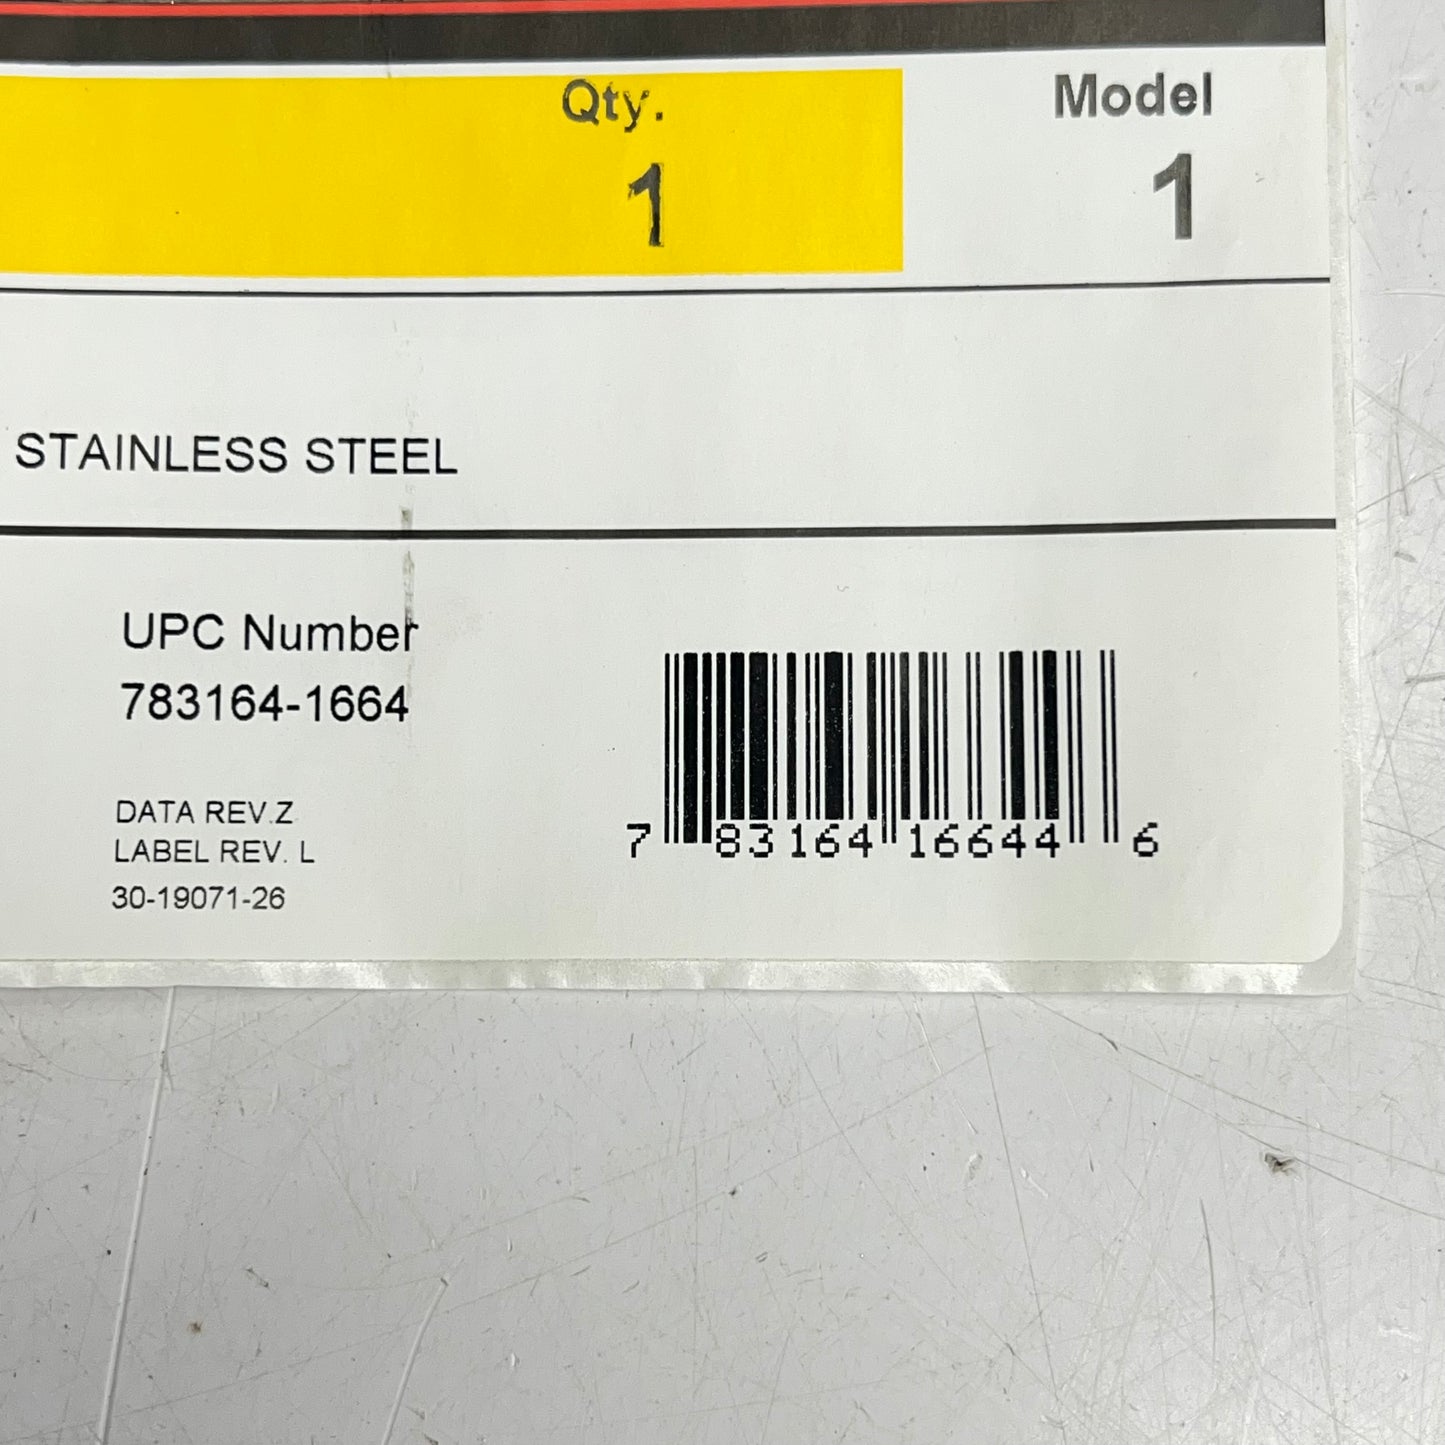 Qty. Model
1 1
STAINLESS STEEL
UPC Number
783164-1664
DATA REV.Z
LABEL REV. L
30-19071-26
7 83164 16644 6